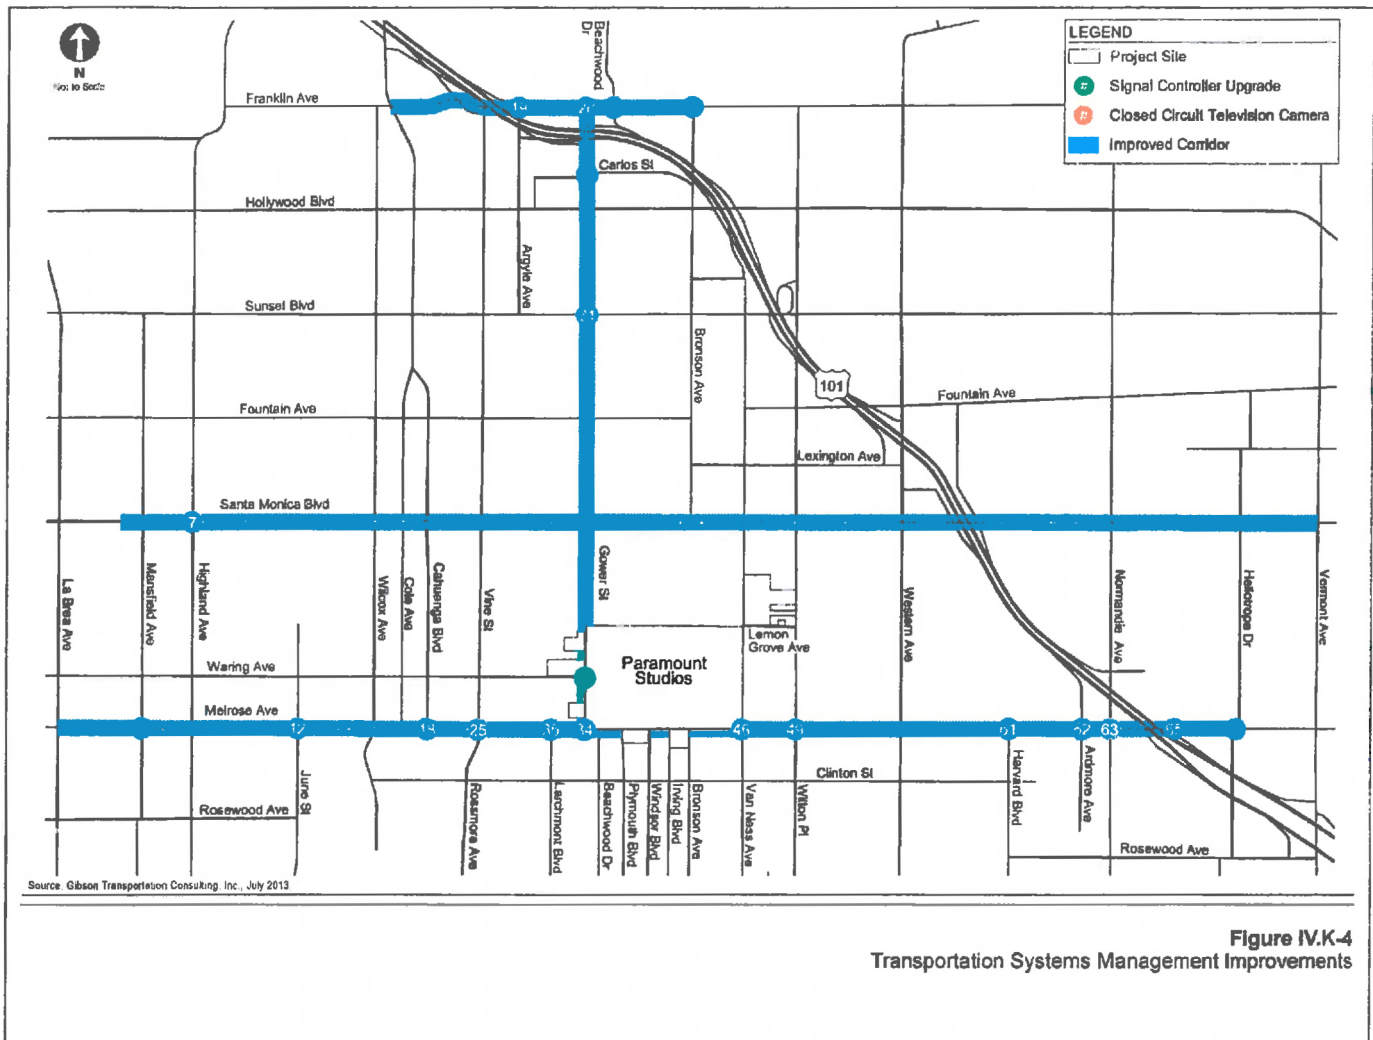 N
Not to Scale
Beachwood Dr
LEGEND
Project Site
Signal Controller Upgrade
Closed Circuit Television Camera
Improved Corridor
Franklin Ave
Carlos St
Hollywood Blvd
Argyle Ave
Sunset Blvd
Bronson Ave
101
Fountain Ave
Fountain Ave
Lexington Ave
Santa Monica Blvd
7
La Brea Ave
Mansfield Ave
Highland Ave
Wilcox Ave
Cole Ave
Cahuenga Blvd
Vine St
Gower St
Western Ave
Normandie Ave
Heliotrope Dr
Vermont Ave
Lemon
Grove Ave
Waring Ave
Paramount
Studios
Melrose Ave
12
25
34
45
48
63
Clinton St
June St
Rossmore Ave
Larchmont Blvd
Beachwood Dr
Plymouth Blvd
Windsor Blvd
Irving Blvd
Bronson Ave
Van Ness Ave
Wilton Pl
Harvard Blvd
Ardmore Ave
Rosewood Ave
Rosewood Ave
Source: Gibson Transportation Consulting, Inc., July 2013
Figure IV.K-4
Transportation Systems Management Improvements